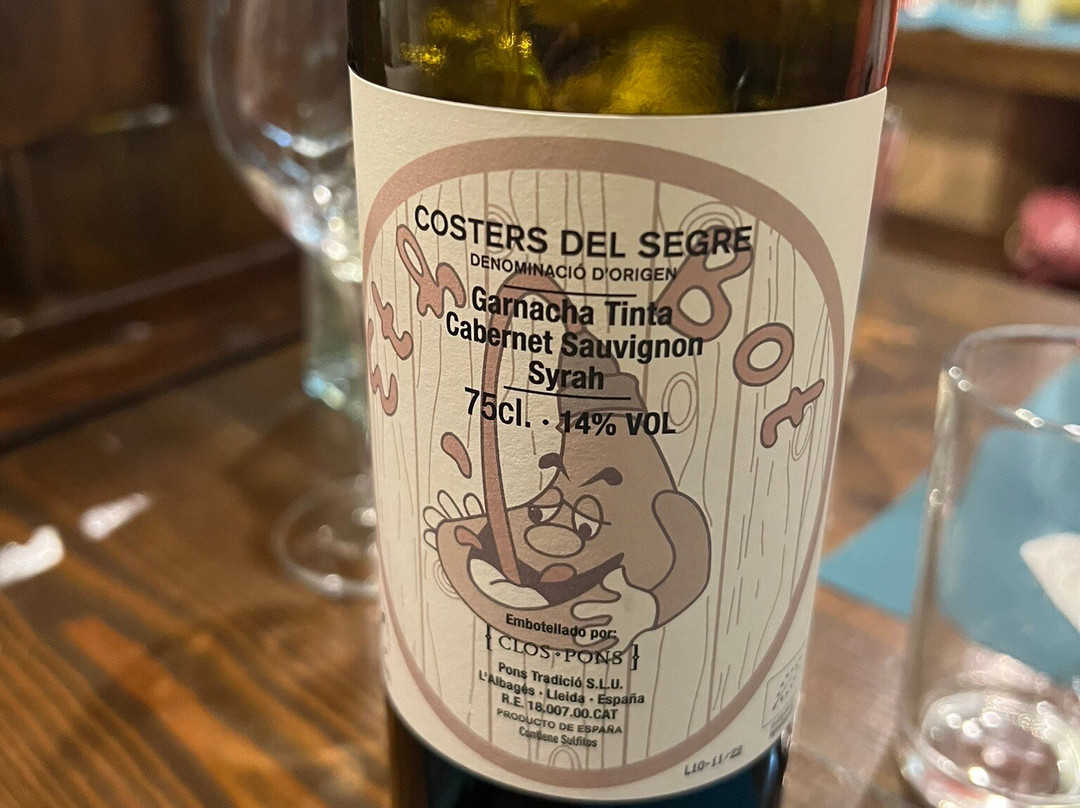 COSTERS DEL SEGRE
DENOMINACIÓ D'ORIGEN
Garnacha Tinta
Cabernet Sauvignon
Syrah
75cl. · 14% VOL
Bot
Embotellado por:
{ CLOS·PONS }
Pons Tradició S.L.U.
L'Albagés · Lleida · España
R.E. 18.007.00.CAT
PRODUCTO DE ESPAÑA
Contiene Sulfitos
L10-11/22